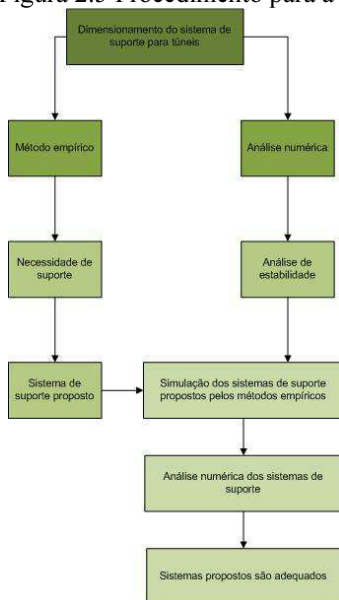 Figura 2.5 Procedimento para a
Dimensionamento do sistema de
suporte para túneis
Método empírico
Análise numérica
Necessidade de
suporte
Análise de
estabilidade
Sistema de
suporte proposto
Simulação dos sistemas de suporte
propostos pelos métodos empíricos
Análise numérica dos sistemas de
suporte
Sistemas propostos são adequados